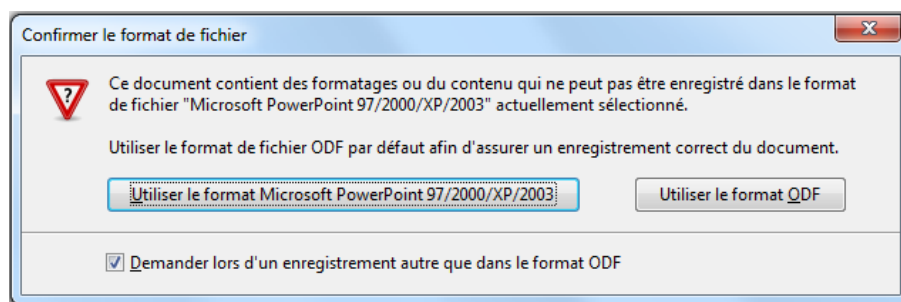 Confirmer le format de fichier
Ce document contient des formatages ou du contenu qui ne peut pas être enregistré dans le format
de fichier "Microsoft PowerPoint 97/2000/XP/2003" actuellement sélectionné.
Utiliser le format de fichier ODF par défaut afin d'assurer un enregistrement correct du document.
Utiliser le format Microsoft PowerPoint 97/2000/XP/2003
Utiliser le format ODF
Demander lors d'un enregistrement autre que dans le format ODF